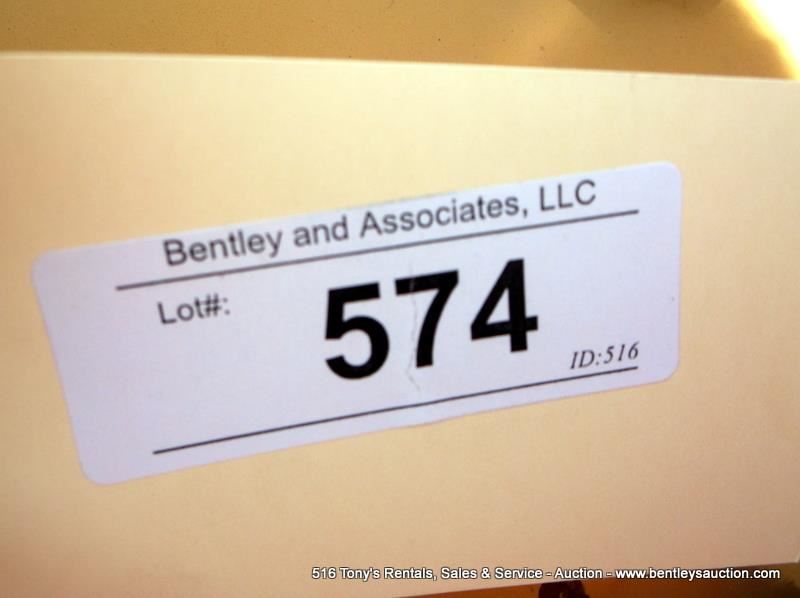 Bentley and Associates, LLC
Lot#:
574
ID:516
516 Tony's Rentals, Sales & Service - Auction - www.bentleysauction.com